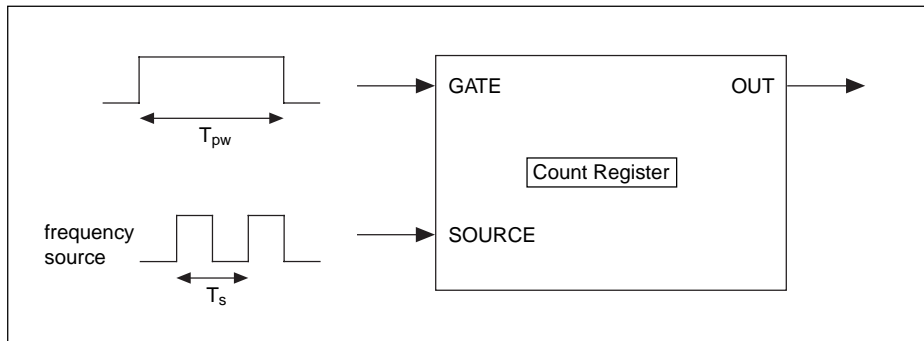 GATE
OUT
T_pw
Count Register
frequency
source
SOURCE
T_s